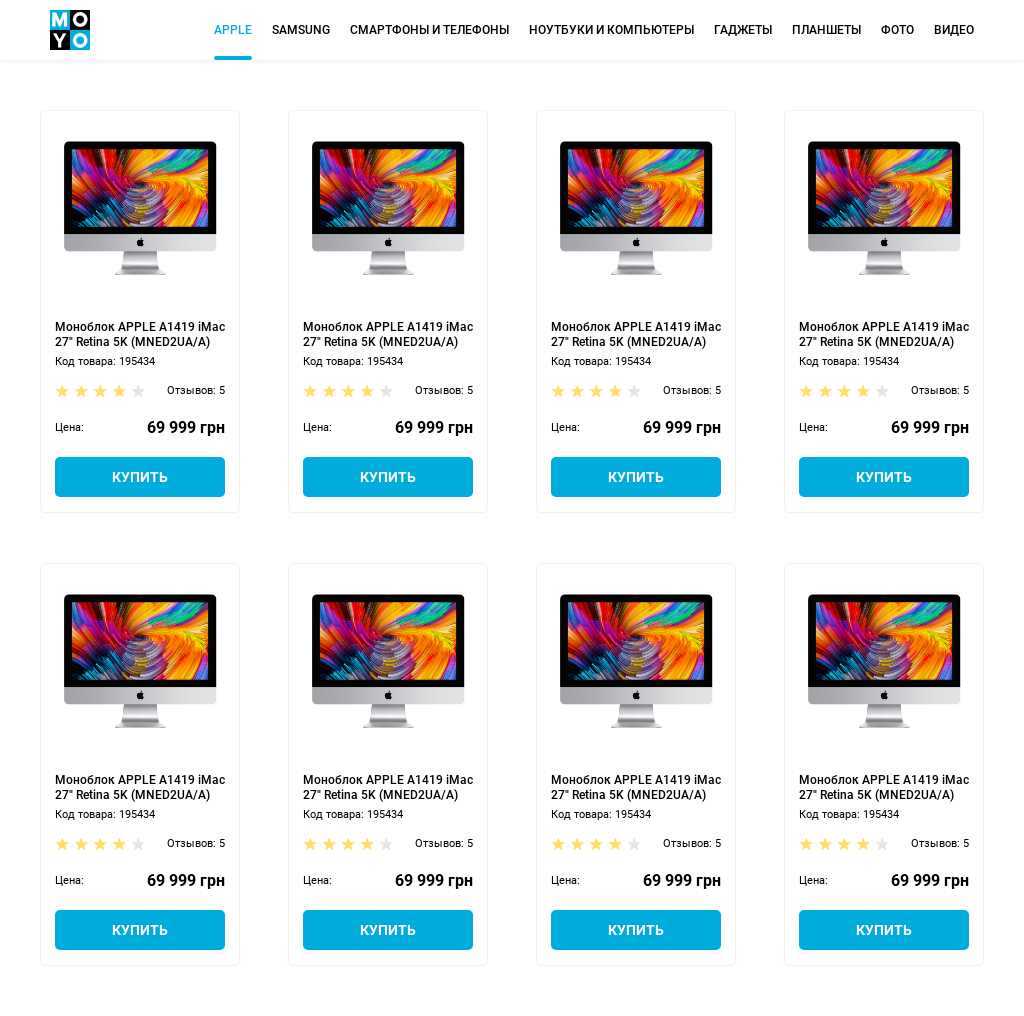 MO
YO
APPLE SAMSUNG СМАРТФОНЫ И ТЕЛЕФОНЫ НОУТБУКИ И КОМПЬЮТЕРЫ ГАДЖЕТЫ ПЛАНШЕТЫ ФОТО ВИДЕО
Моноблок APPLE A1419 iMac Моноблок APPLE A1419 iMac Моноблок APPLE A1419 iMac Моноблок APPLE A1419 iMac
27" Retina 5K (MNED2UA/A) 27" Retina 5K (MNED2UA/A) 27" Retina 5K (MNED2UA/A) 27" Retina 5K (MNED2UA/A)
Код товара: 195434 Код товара: 195434 Код товара: 195434 Код товара: 195434
Отзывов: 5 Отзывов: 5 Отзывов: 5 Отзывов: 5
Цена: 69 999 грн Цена: 69 999 грн Цена: 69 999 грн Цена: 69 999 грн
КУПИТЬ КУПИТЬ КУПИТЬ КУПИТЬ
Моноблок APPLE A1419 iMac Моноблок APPLE A1419 iMac Моноблок APPLE A1419 iMac Моноблок APPLE A1419 iMac
27" Retina 5K (MNED2UA/A) 27" Retina 5K (MNED2UA/A) 27" Retina 5K (MNED2UA/A) 27" Retina 5K (MNED2UA/A)
Код товара: 195434 Код товара: 195434 Код товара: 195434 Код товара: 195434
Отзывов: 5 Отзывов: 5 Отзывов: 5 Отзывов: 5
Цена: 69 999 грн Цена: 69 999 грн Цена: 69 999 грн Цена: 69 999 грн
КУПИТЬ КУПИТЬ КУПИТЬ КУПИТЬ